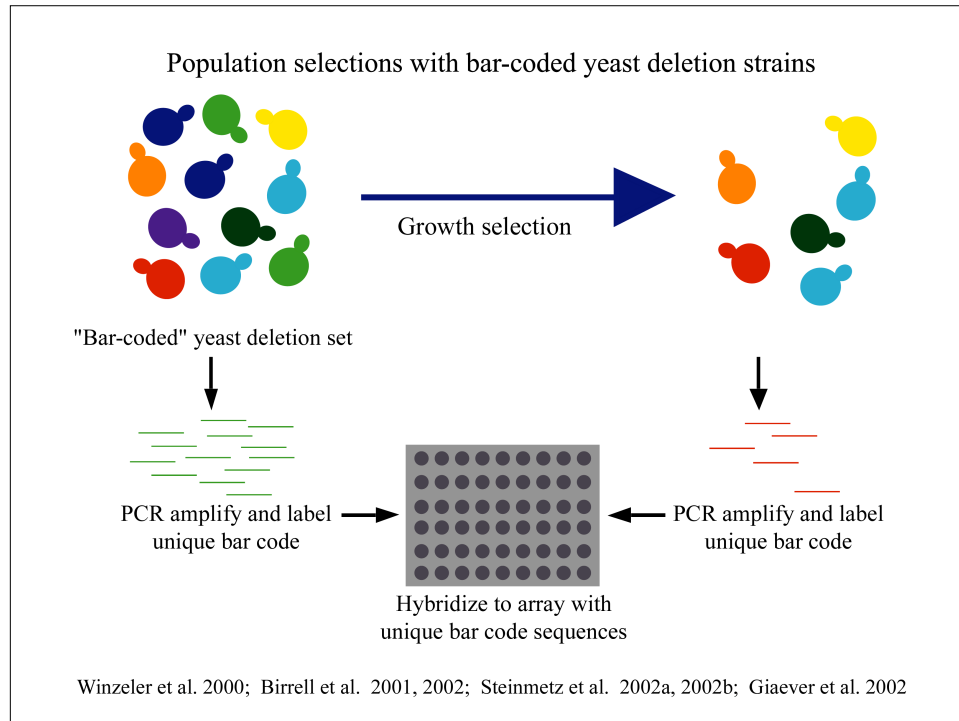 Population selections with bar-coded yeast deletion strains
Growth selection
"Bar-coded" yeast deletion set
PCR amplify and label
unique bar code
PCR amplify and label
unique bar code
Hybridize to array with
unique bar code sequences
Winzeler et al. 2000;  Birrell et al.  2001, 2002;  Steinmetz et al.  2002a, 2002b;  Giaever et al. 2002